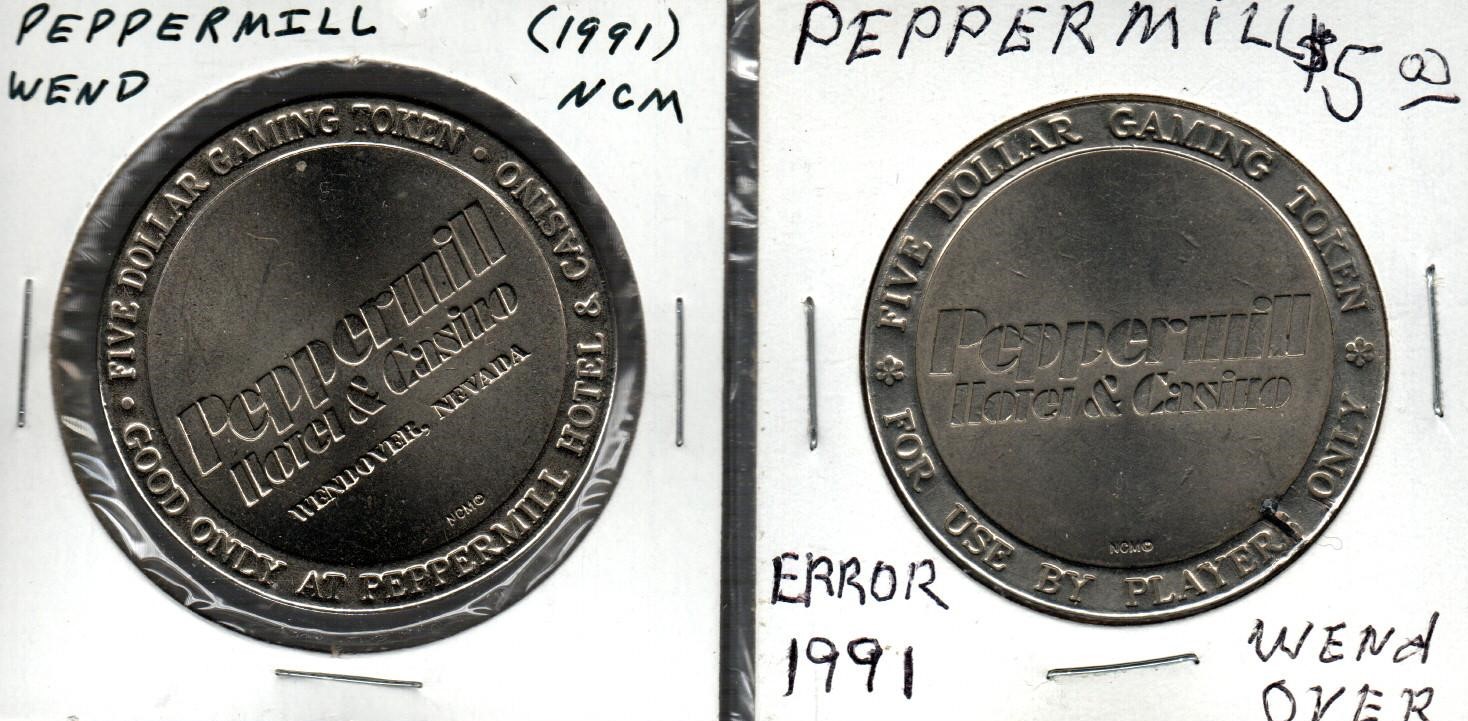 PEPPERMILL (1991)
WEND NCM
• FIVE DOLLAR GAMING TOKEN •
GOOD ONLY AT PEPPERMILL HOTEL & CASINO
Peppermill
Hotel & Casino
WENDOVER, NEVADA
NCM©
PEPPERMILL $5.00
FIVE DOLLAR GAMING TOKEN
FOR USE BY PLAYERS ONLY
Peppermill
Hotel & Casino
NCM©
ERROR
1991
WENd
OVER